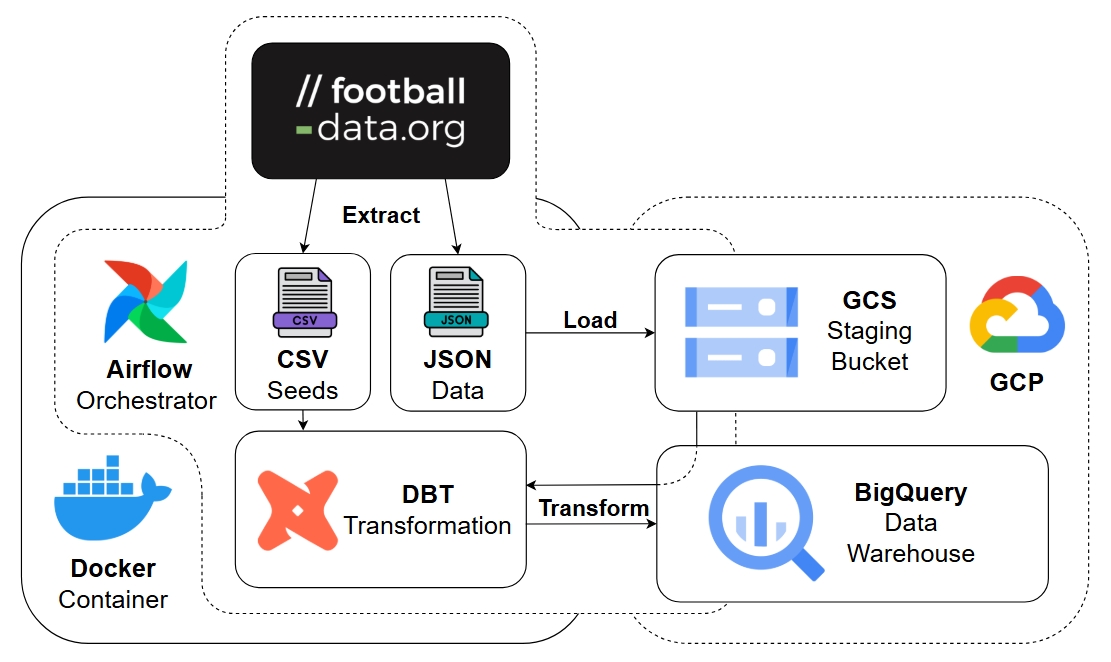 // football
-data.org
Extract
Airflow
Orchestrator
CSV
CSV
Seeds
JSON
JSON
Data
Load
GCS
Staging
Bucket
GCP
Docker
Container
DBT
Transformation
Transform
BigQuery
Data
Warehouse